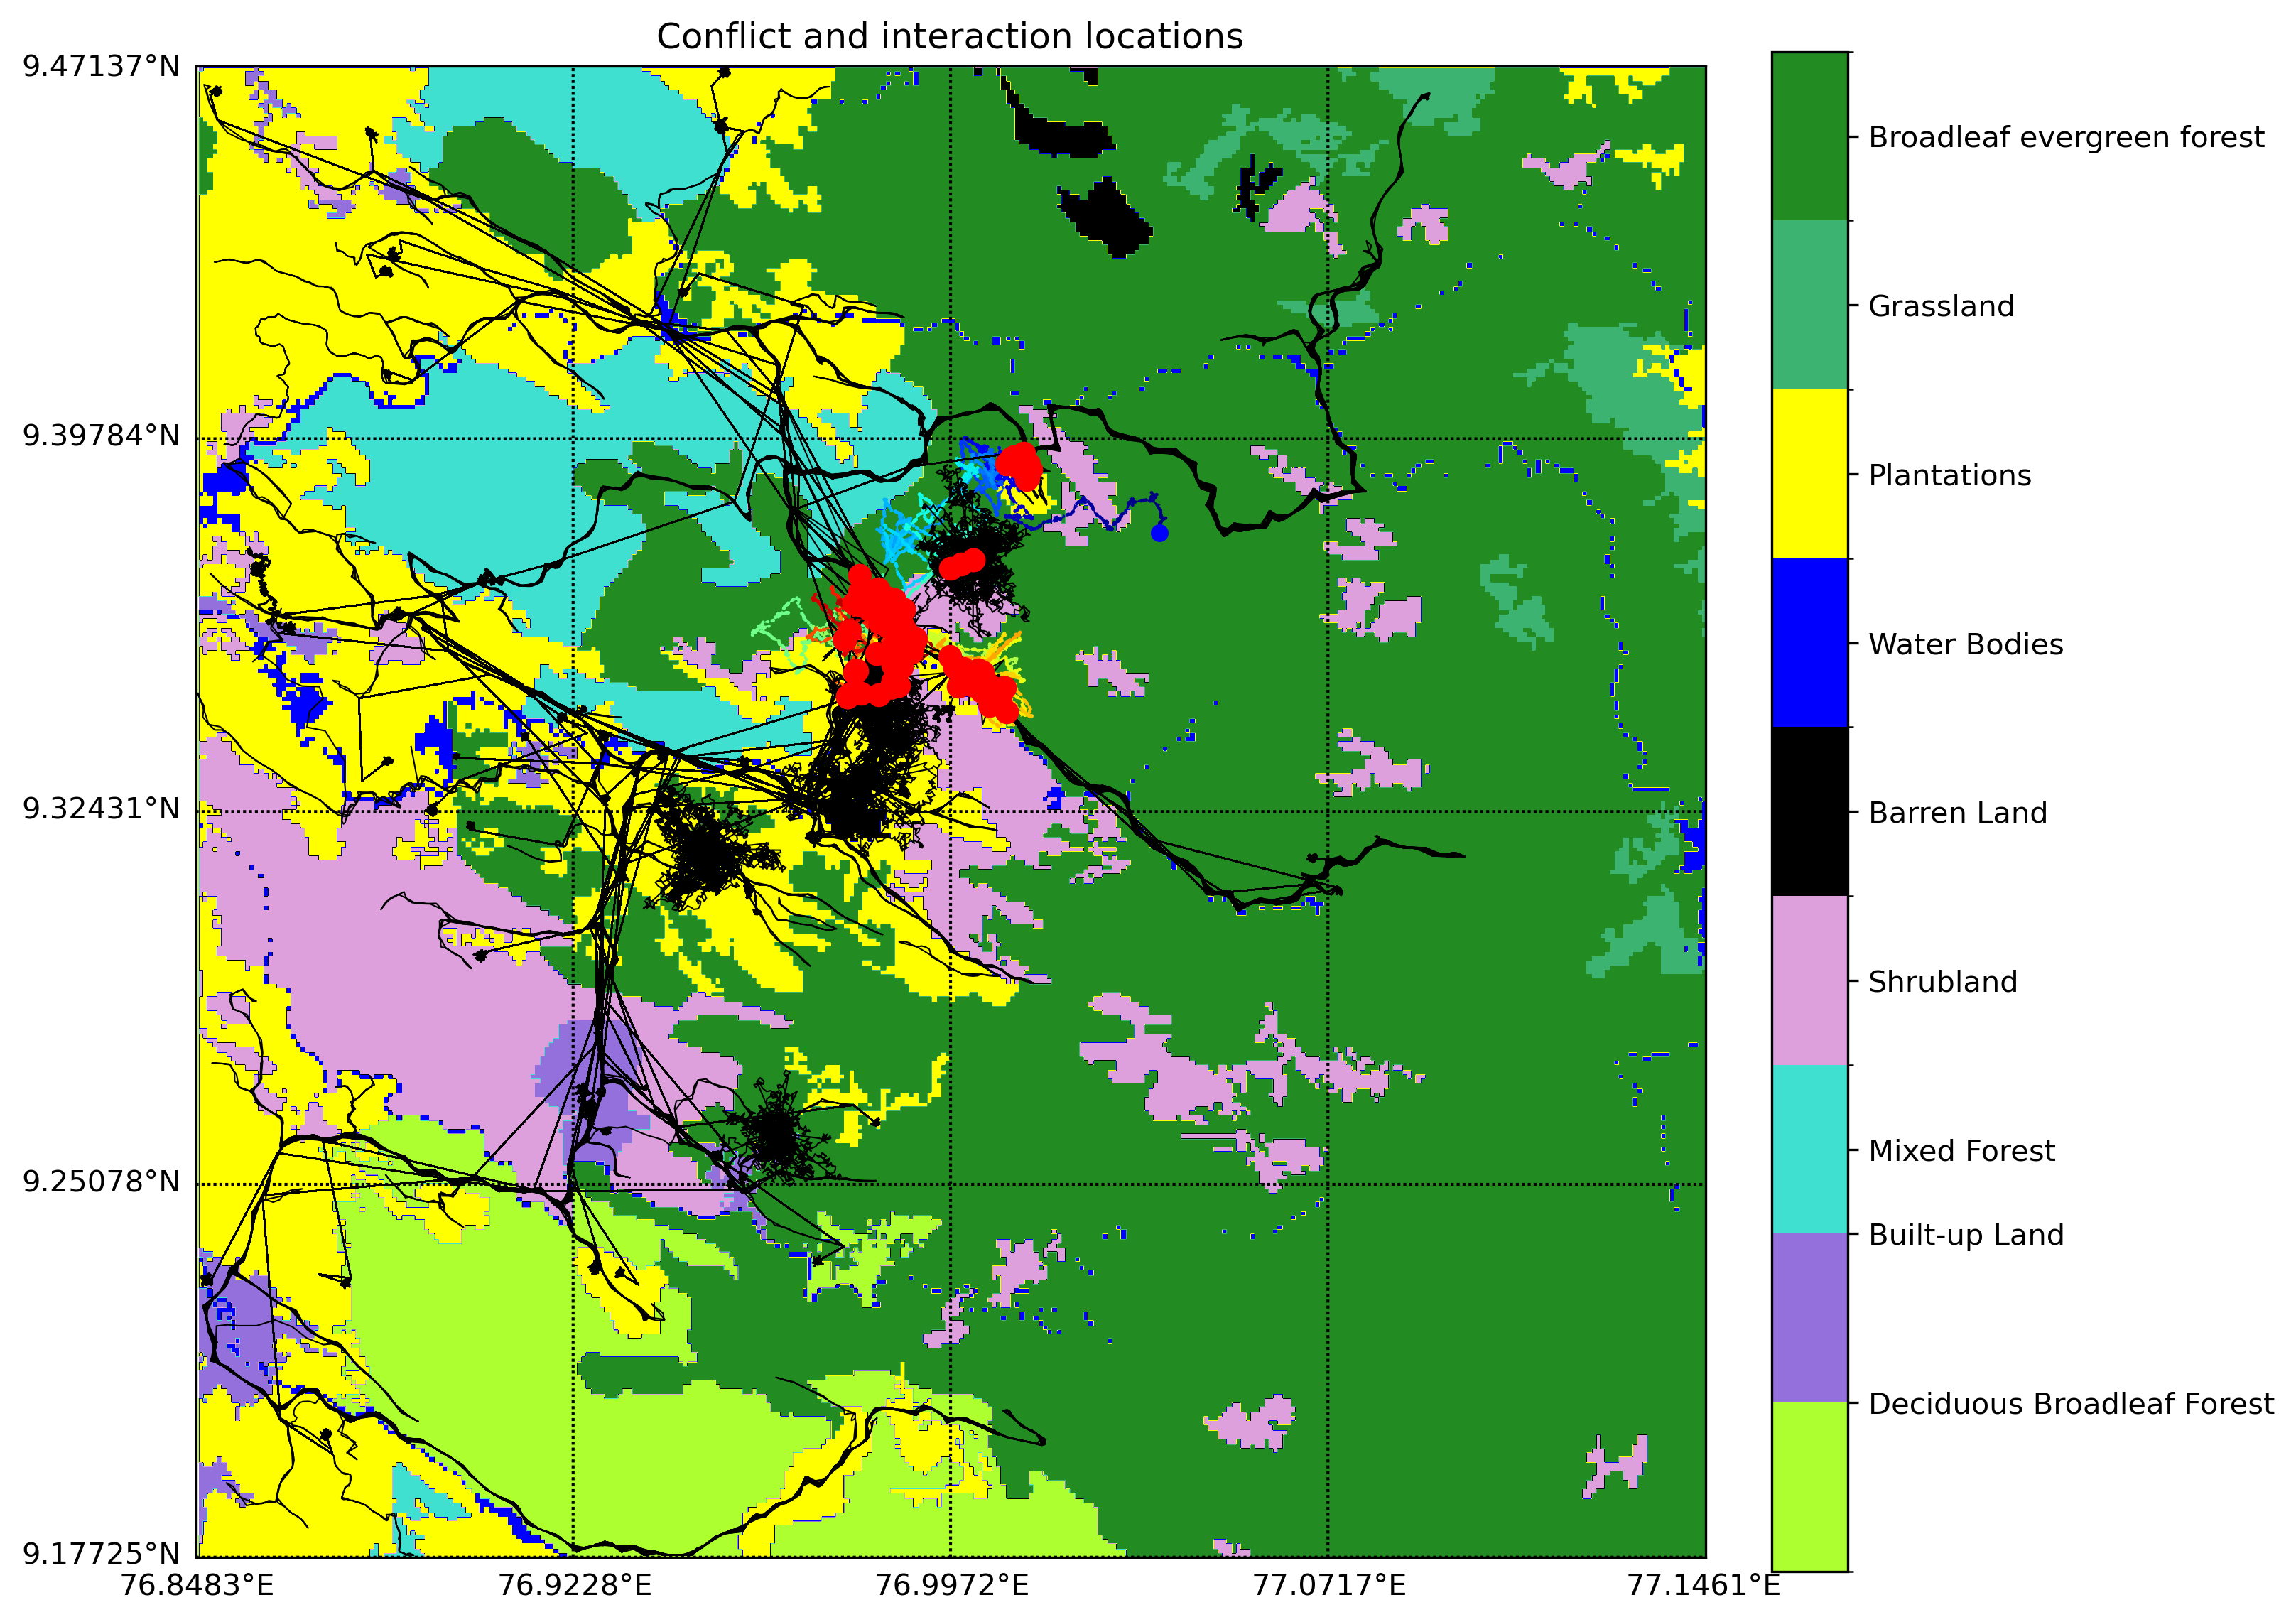 Conflict and interaction locations
9.47137°N
9.39784°N
9.32431°N
9.25078°N
9.17725°N
76.8483°E
76.9228°E
76.9972°E
77.0717°E
77.1461°E
Broadleaf evergreen forest
Grassland
Plantations
Water Bodies
Barren Land
Shrubland
Mixed Forest
Built-up Land
Deciduous Broadleaf Forest